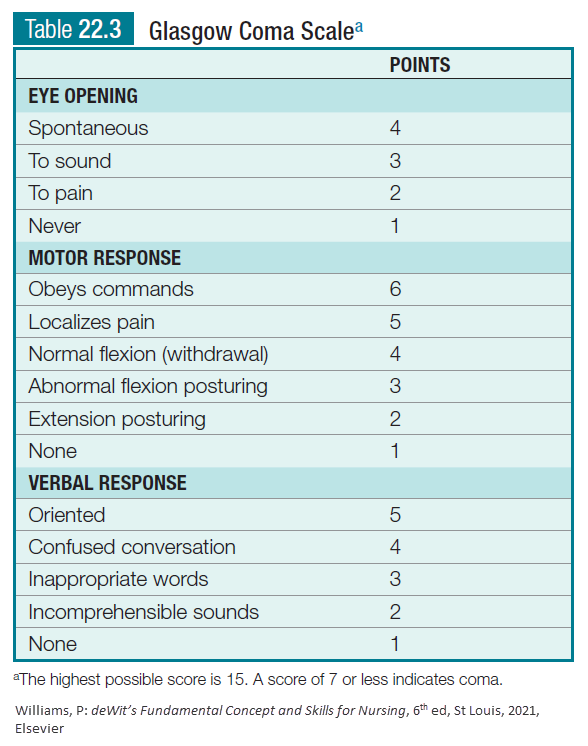 Table 22.3 Glasgow Coma Scaleᵃ
POINTS
EYE OPENING
Spontaneous 4
To sound 3
To pain 2
Never 1
MOTOR RESPONSE
Obeys commands 6
Localizes pain 5
Normal flexion (withdrawal) 4
Abnormal flexion posturing 3
Extension posturing 2
None 1
VERBAL RESPONSE
Oriented 5
Confused conversation 4
Inappropriate words 3
Incomprehensible sounds 2
None 1
ᵃThe highest possible score is 15. A score of 7 or less indicates coma.
Williams, P: deWit's Fundamental Concept and Skills for Nursing, 6th ed, St Louis, 2021,
Elsevier